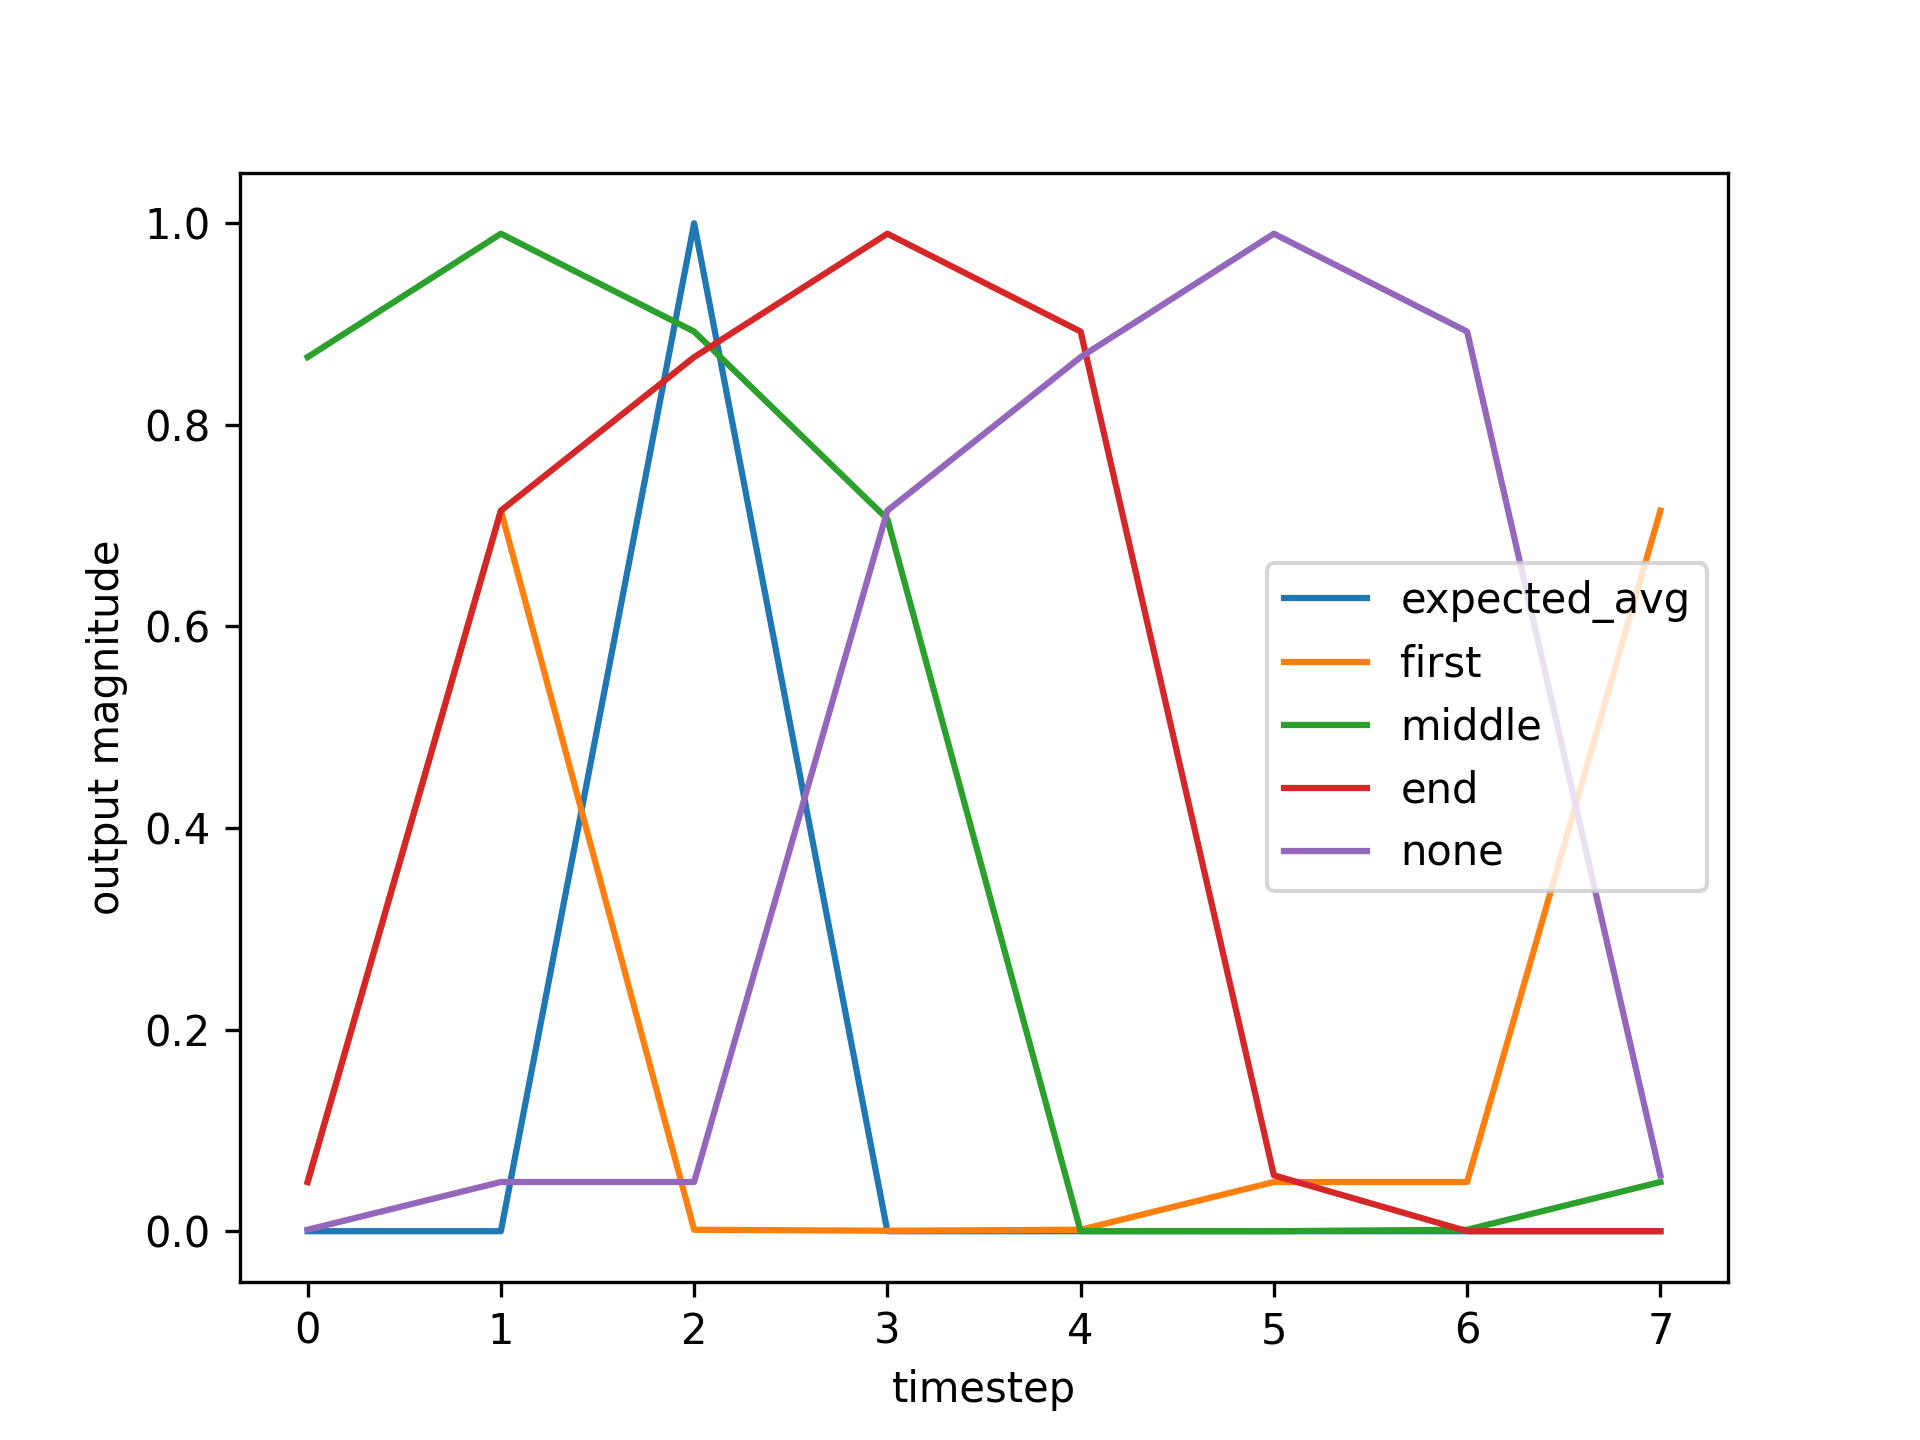 1.0
0.8
0.6
0.4
0.2
0.0
output magnitude
expected_avg
first
middle
end
none
0 1 2 3 4 5 6 7
timestep